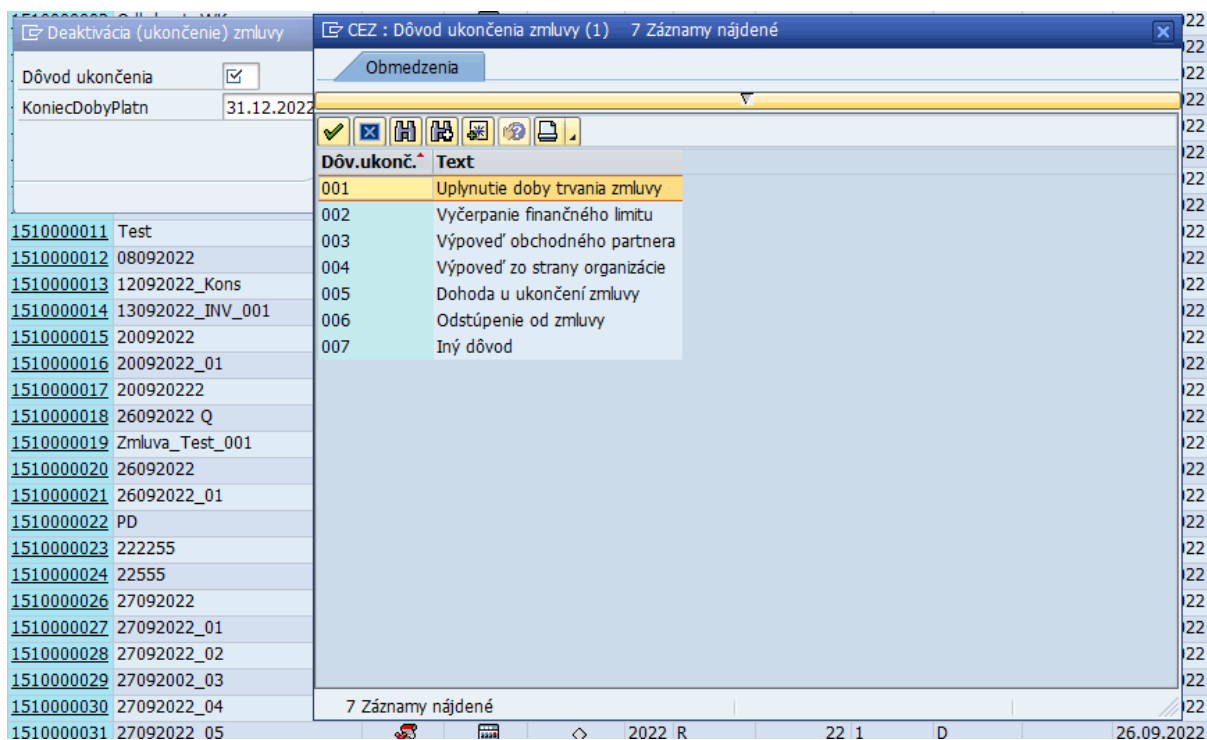 Deaktivácia (ukončenie) zmluvy
Dôvod ukončenia
KoniecDobyPlatn 31.12.2022
CEZ : Dôvod ukončenia zmluvy (1) 7 Záznamy nájdené
Obmedzenia
Dôv.ukonč. Text
001 Uplynutie doby trvania zmluvy
002 Vyčerpanie finančného limitu
003 Výpoveď obchodného partnera
004 Výpoveď zo strany organizácie
005 Dohoda u ukončení zmluvy
006 Odstúpenie od zmluvy
007 Iný dôvod
7 Záznamy nájdené
1510000011 Test
1510000012 08092022
1510000013 12092022_Kons
1510000014 13092022_INV_001
1510000015 20092022
1510000016 20092022_01
1510000017 200920222
1510000018 26092022 Q
1510000019 Zmluva_Test_001
1510000020 26092022
1510000021 26092022_01
1510000022 PD
1510000023 222255
1510000024 22555
1510000026 27092022
1510000027 27092022_01
1510000028 27092022_02
1510000029 27092002_03
1510000030 27092022_04
1510000031 27092022_05 2022 R 22 1 D 26.09.2022